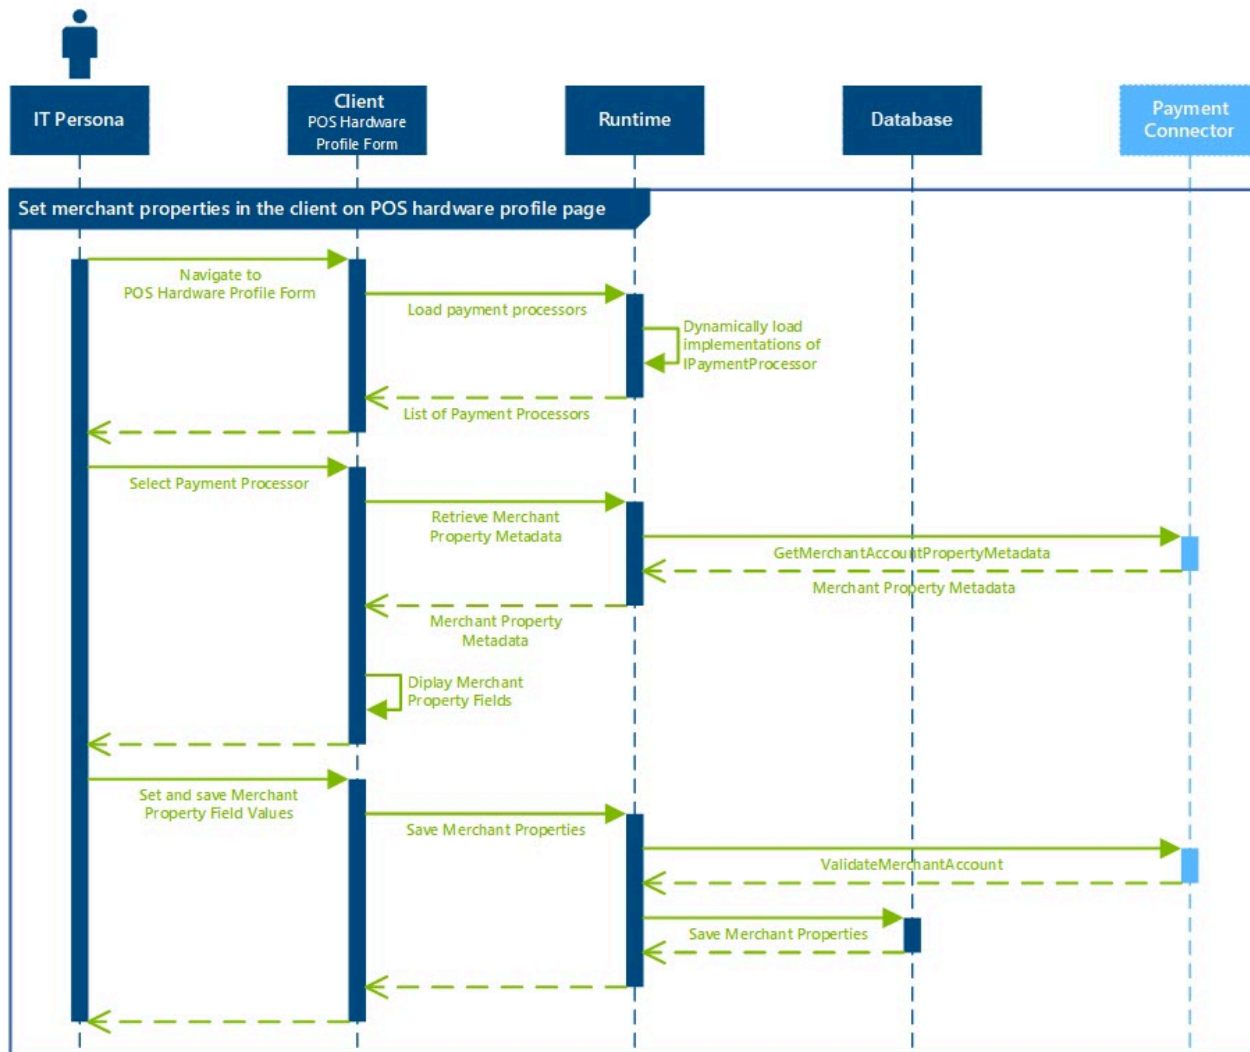 IT Persona
Client
POS Hardware
Profile Form
Runtime
Database
Payment
Connector
Set merchant properties in the client on POS hardware profile page
Navigate to
POS Hardware Profile Form
Load payment processors
Dynamically load
implementations of
IPaymentProcessor
List of Payment Processors
Select Payment Processor
Retrieve Merchant
Property Metadata
GetMerchantAccountPropertyMetadata
Merchant Property Metadata
Merchant Property
Metadata
Diplay Merchant
Property Fields
Set and save Merchant
Property Field Values
Save Merchant Properties
ValidateMerchantAccount
Save Merchant Properties